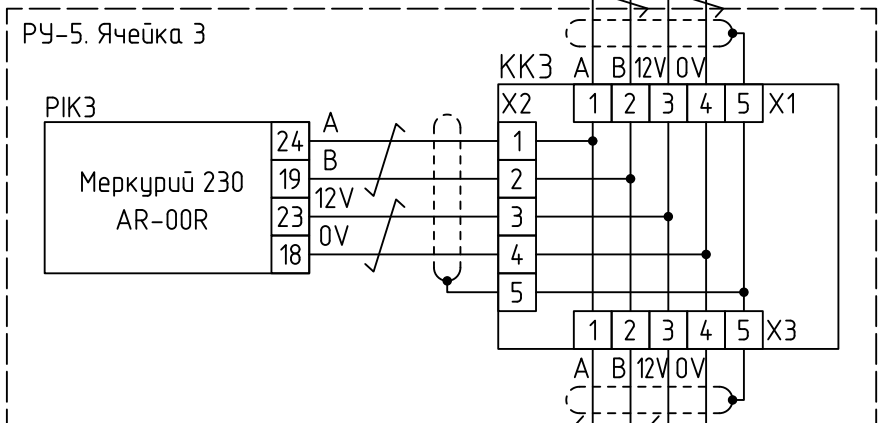 РУ-5. Ячейка 3
КК3
A B 12V 0V
X2 1 2 3 4 5 X1
PIK3
Меркурий 230
AR-00R
24 A 1
19 B 2
23 12V 3
18 0V 4
5
1 2 3 4 5 X3
A B 12V 0V